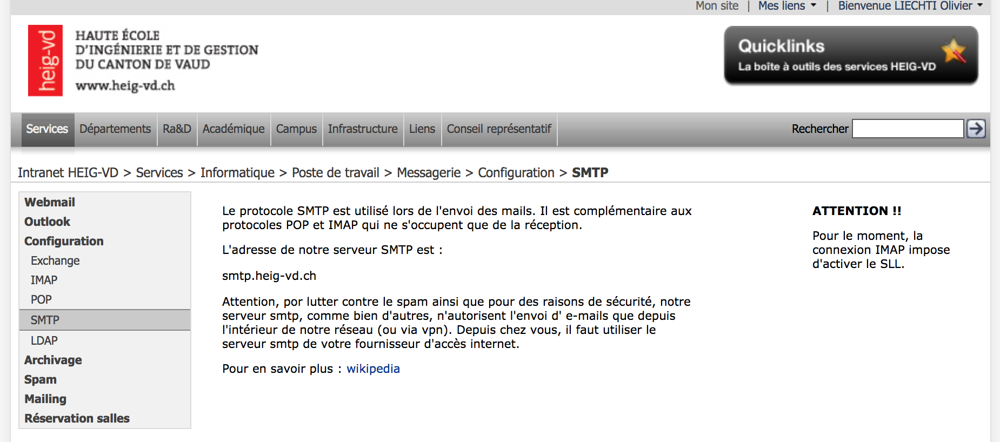 Mon site | Mes liens | Bienvenue LIECHTI Olivier
heig-vd
HAUTE ÉCOLE
D'INGÉNIERIE ET DE GESTION
DU CANTON DE VAUD
www.heig-vd.ch
Quicklinks
La boîte à outils des services HEIG-VD
Services Départements Ra&D Académique Campus Infrastructure Liens Conseil représentatif Rechercher
Intranet HEIG-VD > Services > Informatique > Poste de travail > Messagerie > Configuration > SMTP
Webmail
Outlook
Configuration
Exchange
IMAP
POP
SMTP
LDAP
Archivage
Spam
Mailing
Réservation salles
Le protocole SMTP est utilisé lors de l'envoi des mails. Il est complémentaire aux
protocoles POP et IMAP qui ne s'occupent que de la réception.
L'adresse de notre serveur SMTP est :
smtp.heig-vd.ch
Attention, por lutter contre le spam ainsi que pour des raisons de sécurité, notre
serveur smtp, comme bien d'autres, n'autorisent l'envoi d' e-mails que depuis
l'intérieur de notre réseau (ou via vpn). Depuis chez vous, il faut utiliser le
serveur smtp de votre fournisseur d'accès internet.
Pour en savoir plus : wikipedia
ATTENTION !!
Pour le moment, la
connexion IMAP impose
d'activer le SLL.